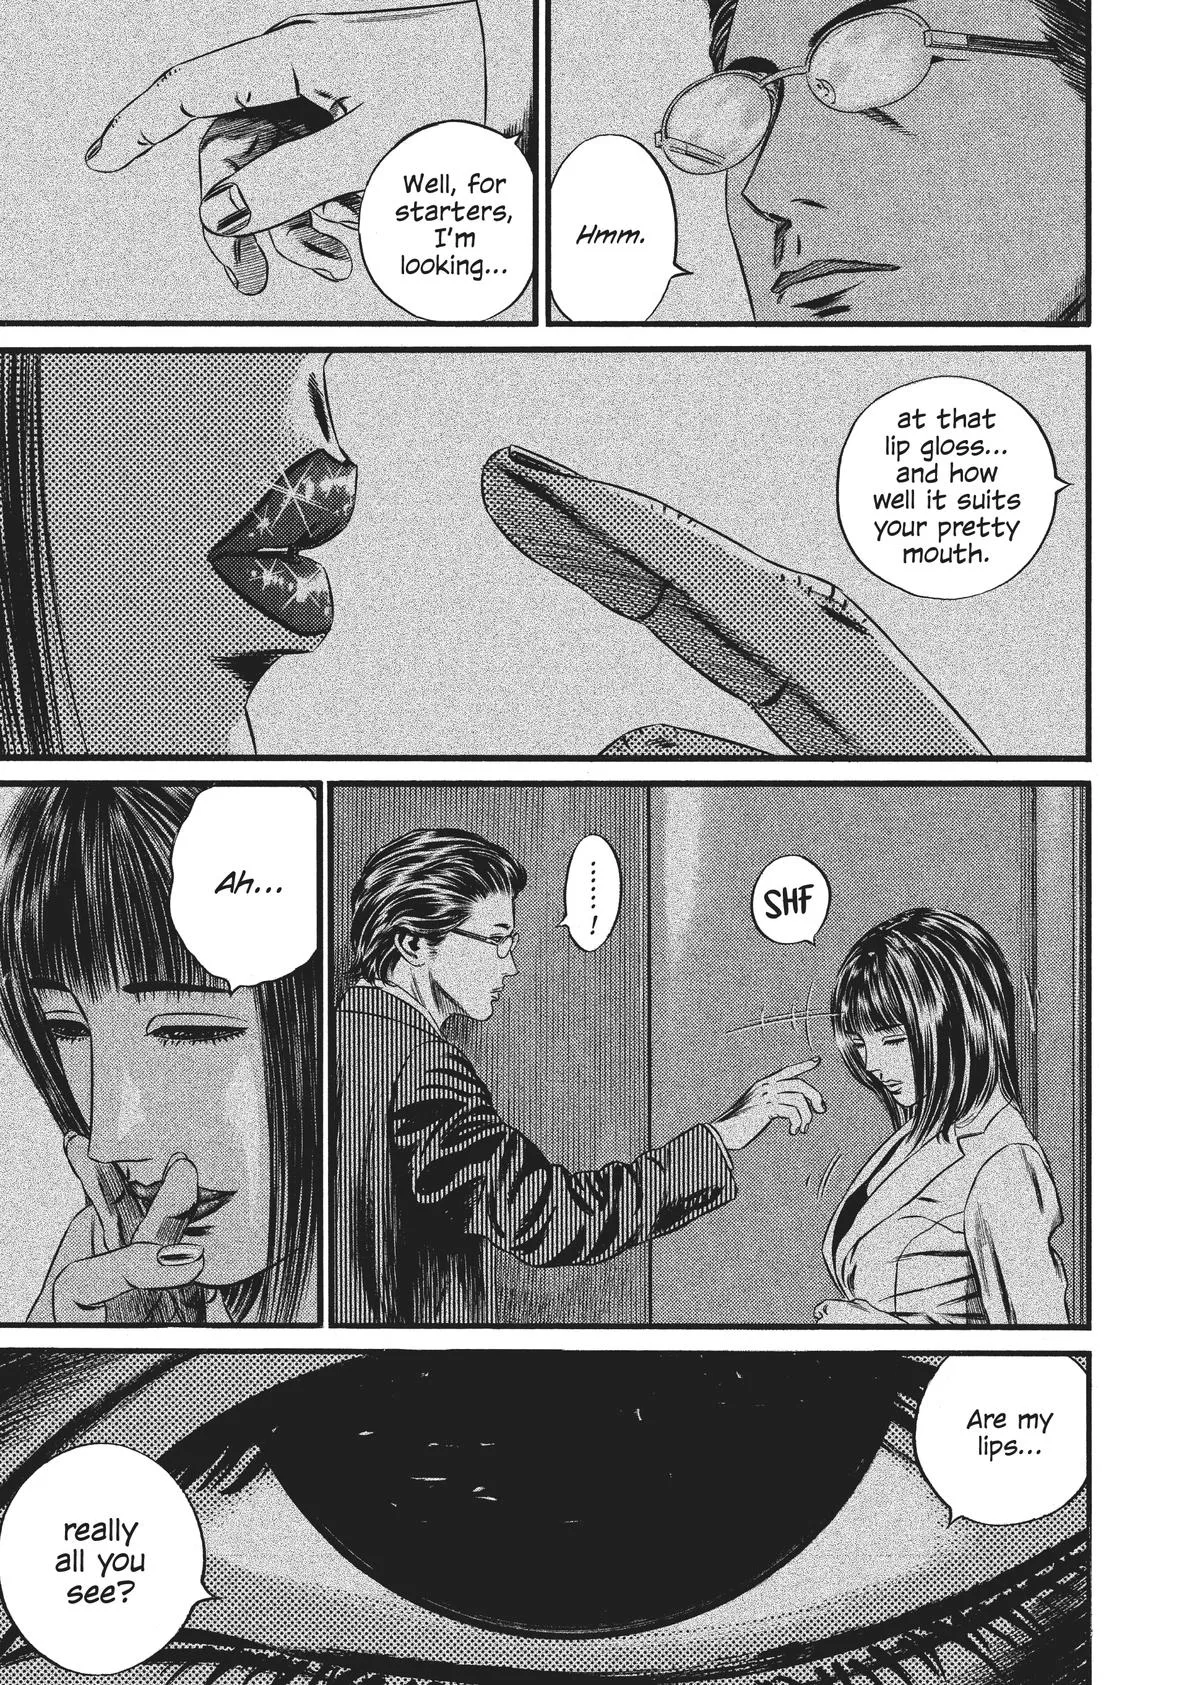 Hmm.
Well, for
starters,
I'm
looking...
at that
lip gloss...
and how
well it suits
your pretty
mouth.
SHF
......!
Ah...
Are my
lips...
really
all you
see?